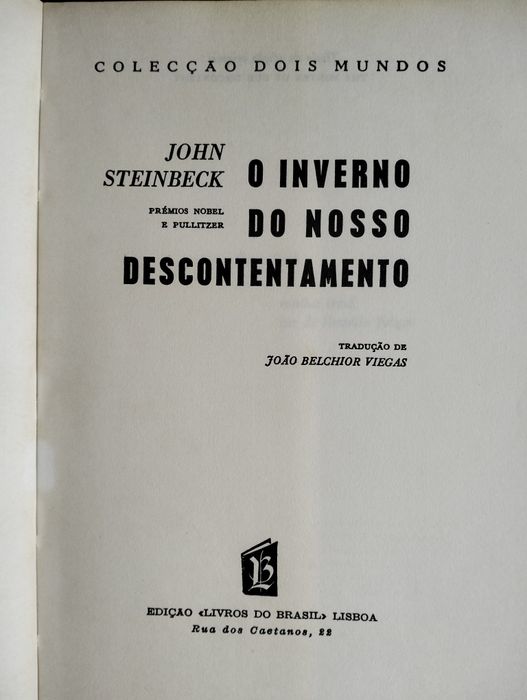 COLECÇÃO DOIS MUNDOS
JOHN
STEINBECK
PRÉMIOS NOBEL
E PULLITZER
O INVERNO
DO NOSSO
DESCONTENTAMENTO
TRADUÇÃO DE
JOÃO BELCHIOR VIEGAS
LB
EDIÇÃO «LIVROS DO BRASIL» LISBOA
Rua dos Caetanos, 22